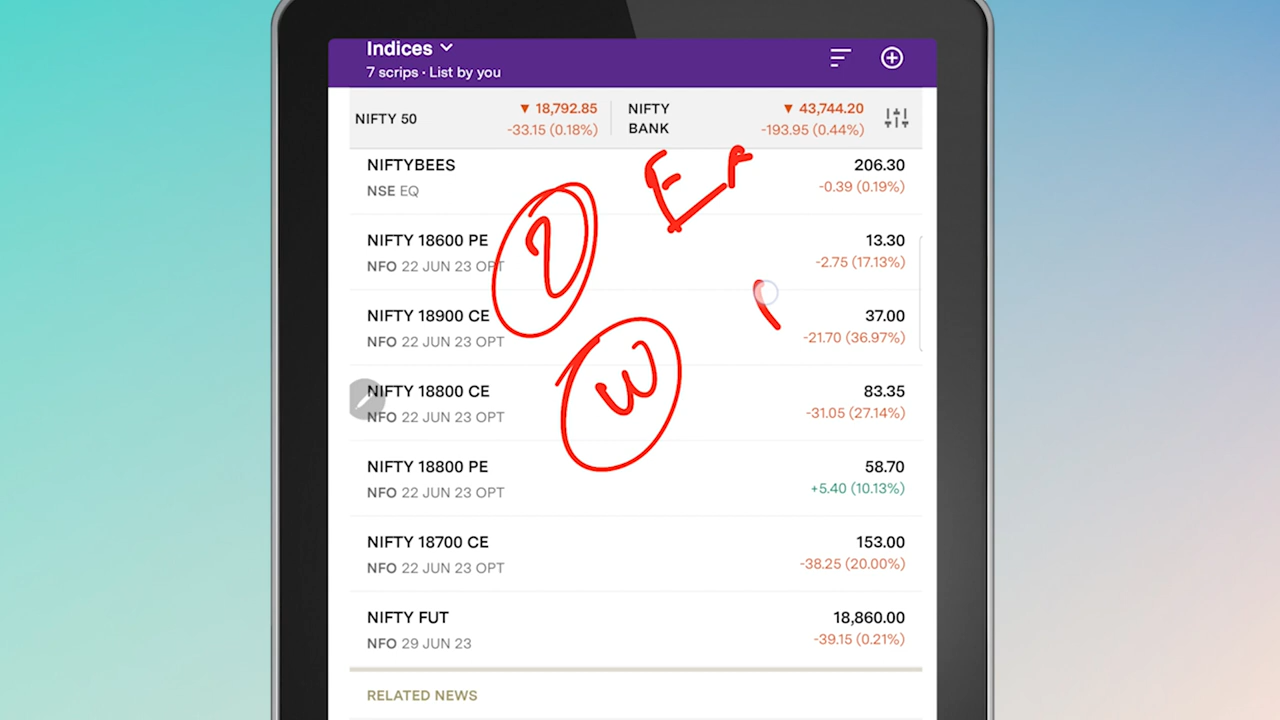 Indices
7 scrips · List by you
NIFTY 50
▼ 18,792.85
-33.15 (0.18%)
NIFTY
BANK
▼ 43,744.20
-193.95 (0.44%)
NIFTYBEES 206.30
NSE EQ -0.39 (0.19%)
NIFTY 18600 PE 13.30
NFO 22 JUN 23 OPT -2.75 (17.13%)
NIFTY 18900 CE 37.00
NFO 22 JUN 23 OPT -21.70 (36.97%)
NIFTY 18800 CE 83.35
NFO 22 JUN 23 OPT -31.05 (27.14%)
NIFTY 18800 PE 58.70
NFO 22 JUN 23 OPT +5.40 (10.13%)
NIFTY 18700 CE 153.00
NFO 22 JUN 23 OPT -38.25 (20.00%)
NIFTY FUT 18,860.00
NFO 29 JUN 23 -39.15 (0.21%)
RELATED NEWS